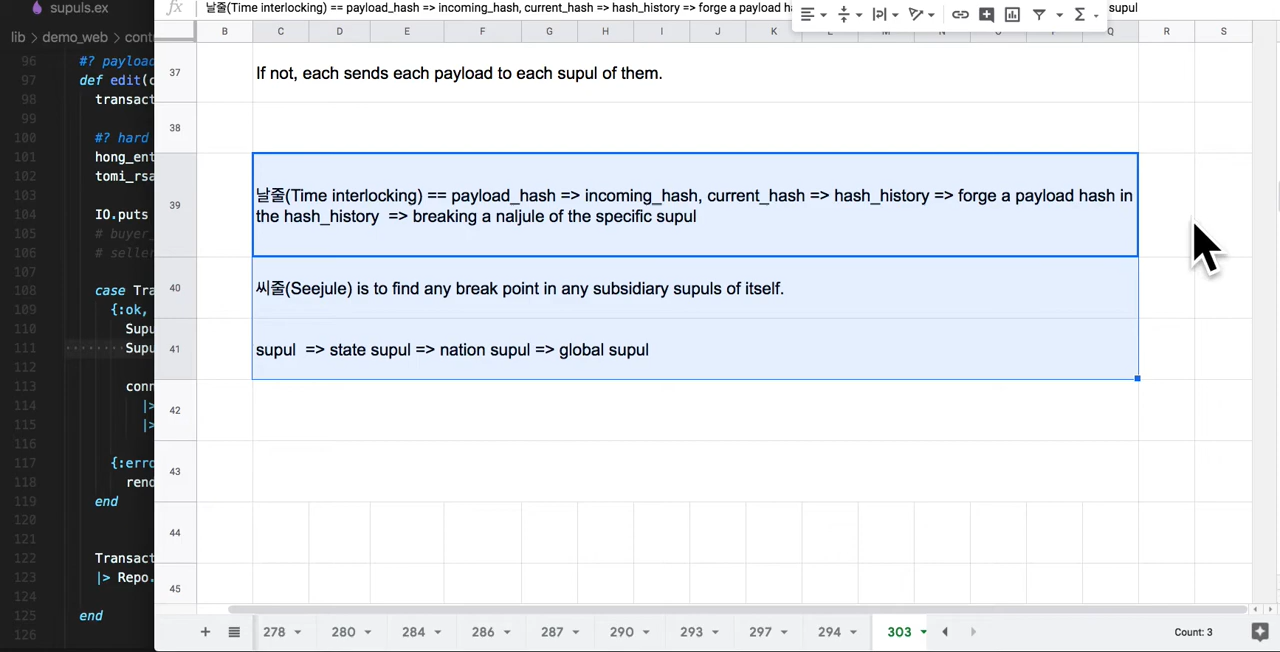 supuls.ex
fx
날줄(Time interlocking) == payload_hash => incoming_hash, current_hash => hash_history => forge a payload h
supul
lib > demo_web > cont
B C D E F G H I J K Q R S
96 #? payload
97 def edit(c
98 transact
99
100 #? hard
101 hong_ent
102 tomi_rsa
103
104 IO.puts
105 # buyer_
106 # seller
107
108 case Tra
109 {:ok,
110 Supu
111 Supu
112
113 conn
114 |>
115 |>
116
117 {:erro
118 rend
119 end
120
121
122 Transact
123 |> Repo.
124
125 end
126
37 If not, each sends each payload to each supul of them.
38
39 날줄(Time interlocking) == payload_hash => incoming_hash, current_hash => hash_history => forge a payload hash in
the hash_history => breaking a naljule of the specific supul
40 씨줄(Seejule) is to find any break point in any subsidiary supuls of itself.
41 supul => state supul => nation supul => global supul
42
43
44
45
278 280 284 286 287 290 293 297 294 303 Count: 3